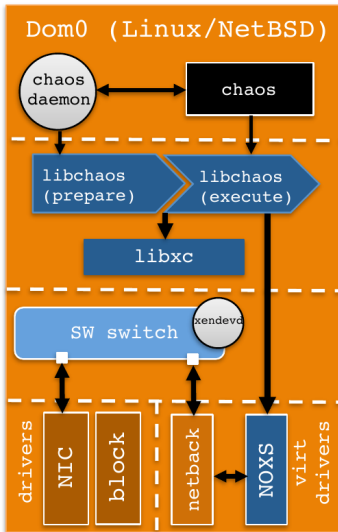 Dom0 (Linux/NetBSD)
chaos
daemon
chaos
libchaos
(prepare)
libchaos
(execute)
libxc
xendevd
SW switch
drivers
NIC
block
netback
NOXS
virt
drivers